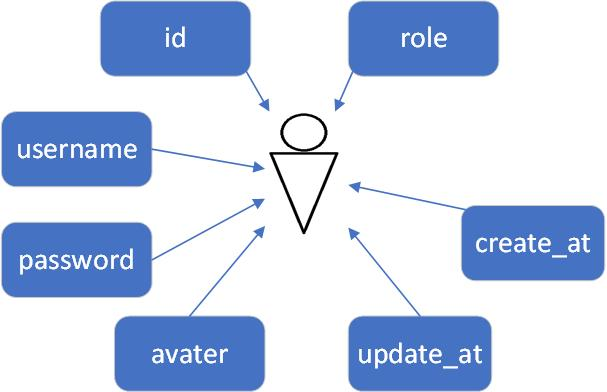 id
role
username
create_at
password
avater
update_at